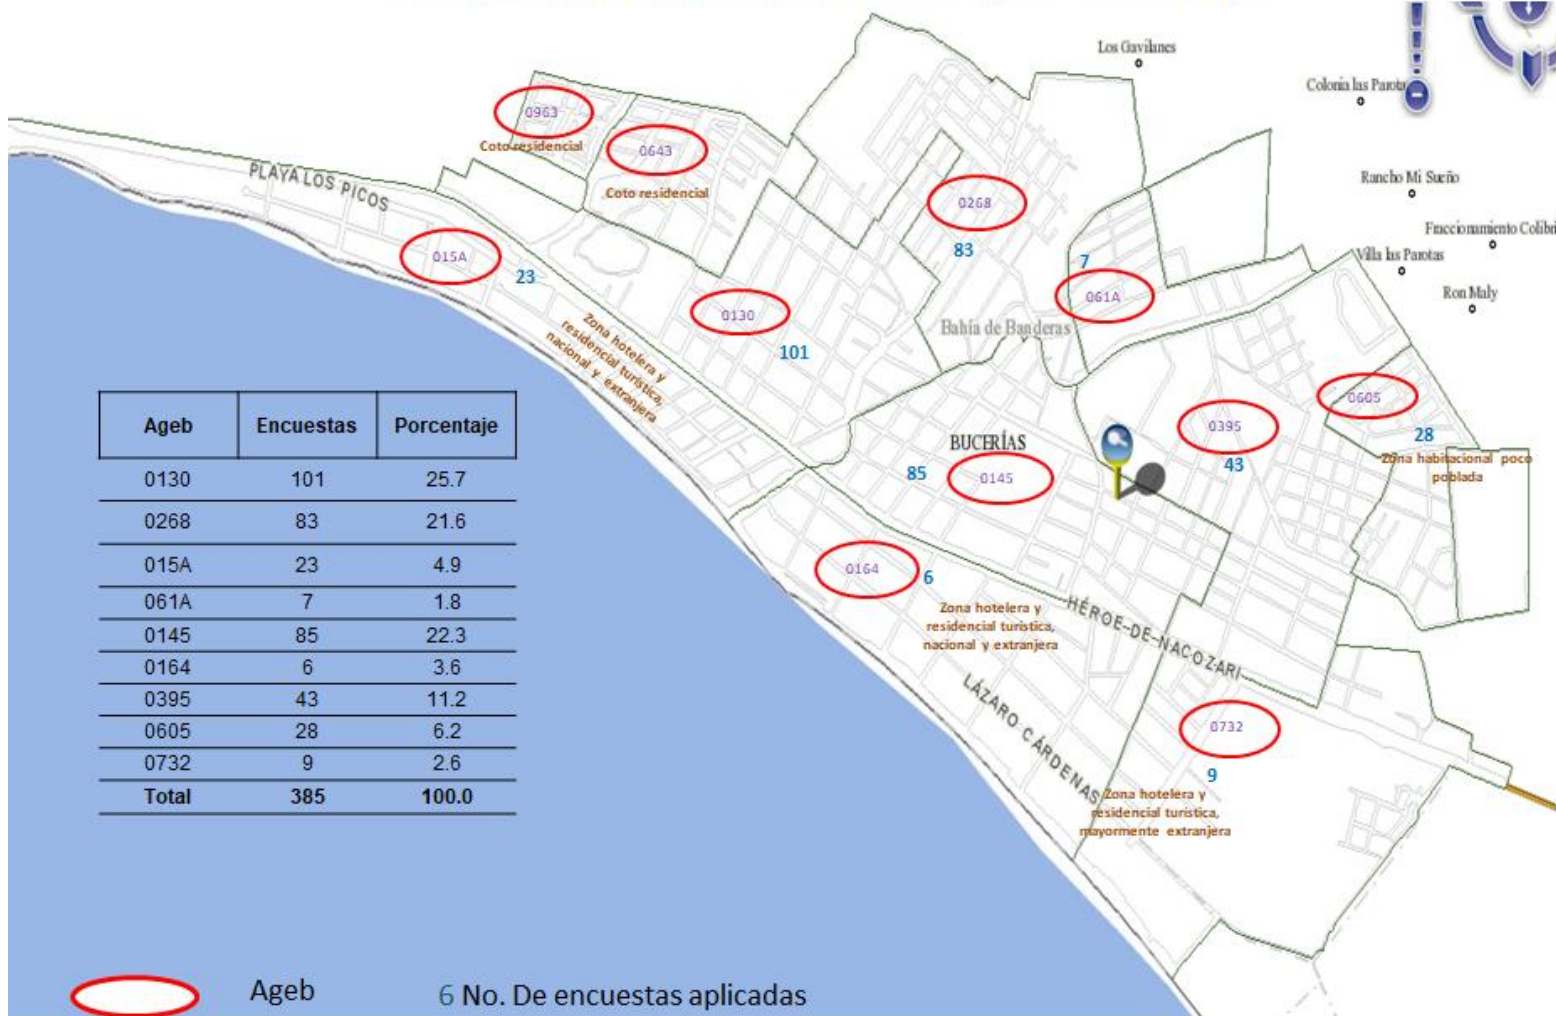 Los Gavilanes
Colonia las Parota
0963
Coto residencial
0643
Coto residencial
PLAYA LOS PICOS
Rancho Mi Sueño
0268
83
Fraccionamiento Colibri
Villa las Parotas
015A
23
7
061A
Ron Maly
0130
101
Bahía de Banderas
Zona hotelera y
residencial turística,
nacional y extranjera
0605
28
Zona habitacional poco
poblada
0395
43
BUCERÍAS
85
0145
0164
6
Zona hotelera y
residencial turística,
nacional y extranjera
HÉROE-DE-NACOZARI
LÁZARO CÁRDENAS
0732
9
Zona hotelera y
residencial turística,
mayormente extranjera
Ageb Encuestas Porcentaje
0130 101 25.7
0268 83 21.6
015A 23 4.9
061A 7 1.8
0145 85 22.3
0164 6 3.6
0395 43 11.2
0605 28 6.2
0732 9 2.6
Total 385 100.0
Ageb
6 No. De encuestas aplicadas